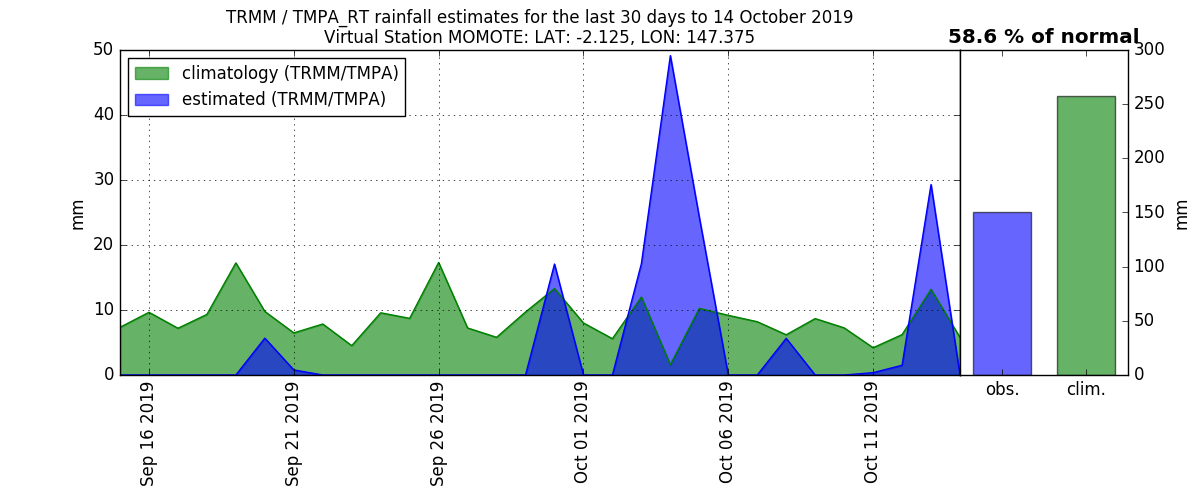 TRMM / TMPA_RT rainfall estimates for the last 30 days to 14 October 2019
Virtual Station MOMOTE: LAT: -2.125, LON: 147.375
58.6 % of normal
climatology (TRMM/TMPA)
estimated (TRMM/TMPA)
50
40
30
20
10
0
mm
Sep 16 2019
Sep 21 2019
Sep 26 2019
Oct 01 2019
Oct 06 2019
Oct 11 2019
obs.
clim.
300
250
200
150
100
50
0
mm